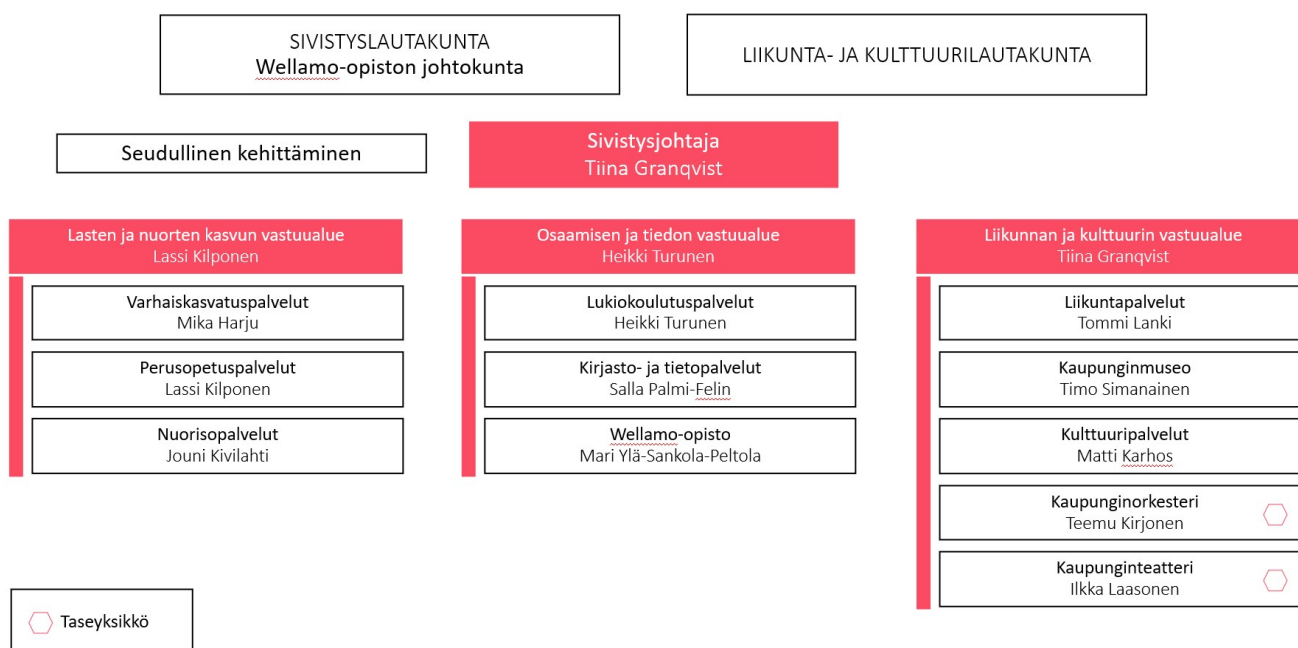 SIVISTYSLAUTAKUNTA
Wellamo-opiston johtokunta
LIIKUNTA- JA KULTTUURILAUTAKUNTA
Seudullinen kehittäminen
Sivistysjohtaja
Tiina Granqvist
Lasten ja nuorten kasvun vastuualue
Lassi Kilponen
Varhaiskasvatuspalvelut
Mika Harju
Perusopetuspalvelut
Lassi Kilponen
Nuorisopalvelut
Jouni Kivilahti
Osaamisen ja tiedon vastuualue
Heikki Turunen
Lukiokoulutuspalvelut
Heikki Turunen
Kirjasto- ja tietopalvelut
Salla Palmi-Felin
Wellamo-opisto
Mari Ylä-Sankola-Peltola
Liikunnan ja kulttuurin vastuualue
Tiina Granqvist
Liikuntapalvelut
Tommi Lanki
Kaupunginmuseo
Timo Simanainen
Kulttuuripalvelut
Matti Karhos
Kaupunginorkesteri
Teemu Kirjonen
Kaupunginteatteri
Ilkka Laasonen
Taseyksikkö